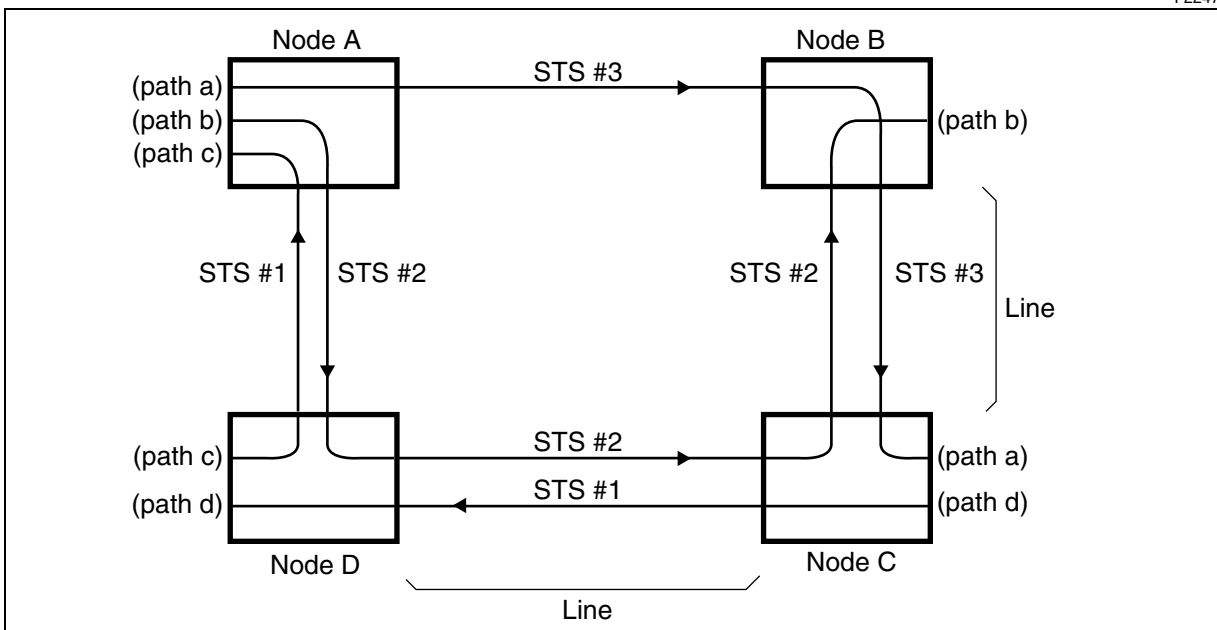 Node A
Node B
STS #3
(path a)
(path b)
(path b)
(path c)
STS #1
STS #2
STS #2
STS #3
Line
(path c)
STS #2
(path a)
(path d)
STS #1
(path d)
Node D
Node C
Line